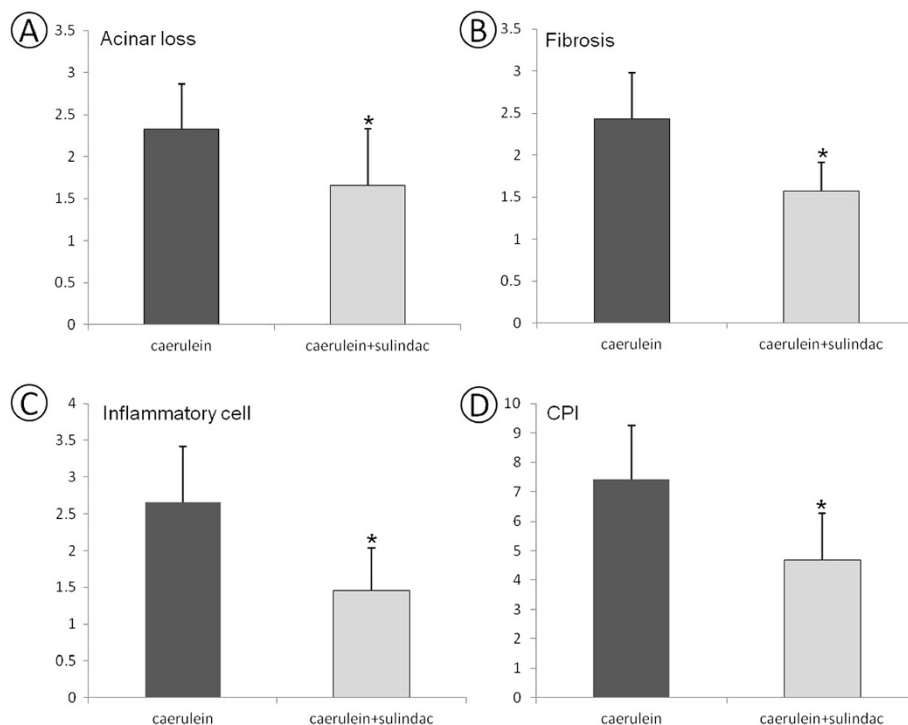 A
Acinar loss
3.5
3
2.5
2
1.5
1
0.5
0
*
caerulein
caerulein+sulindac
B
Fibrosis
3.5
3
2.5
2
1.5
1
0.5
0
*
caerulein
caerulein+sulindac
C
Inflammatory cell
4
3.5
3
2.5
2
1.5
1
0.5
0
*
caerulein
caerulein+sulindac
D
CPI
10
9
8
7
6
5
4
3
2
1
0
*
caerulein
caerulein+sulindac